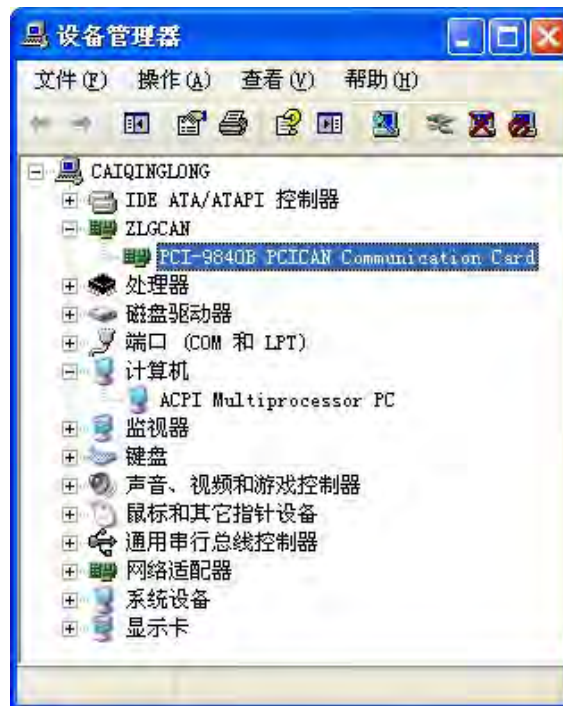 设备管理器
文件(F) 操作(A) 查看(V) 帮助(H)
CAIQINGLONG
IDE ATA/ATAPI 控制器
ZLGCAN
PCI-9840B PCICAN Communication Card
处理器
磁盘驱动器
端口 (COM 和 LPT)
计算机
ACPI Multiprocessor PC
监视器
键盘
声音、视频和游戏控制器
鼠标和其它指针设备
通用串行总线控制器
网络适配器
系统设备
显示卡